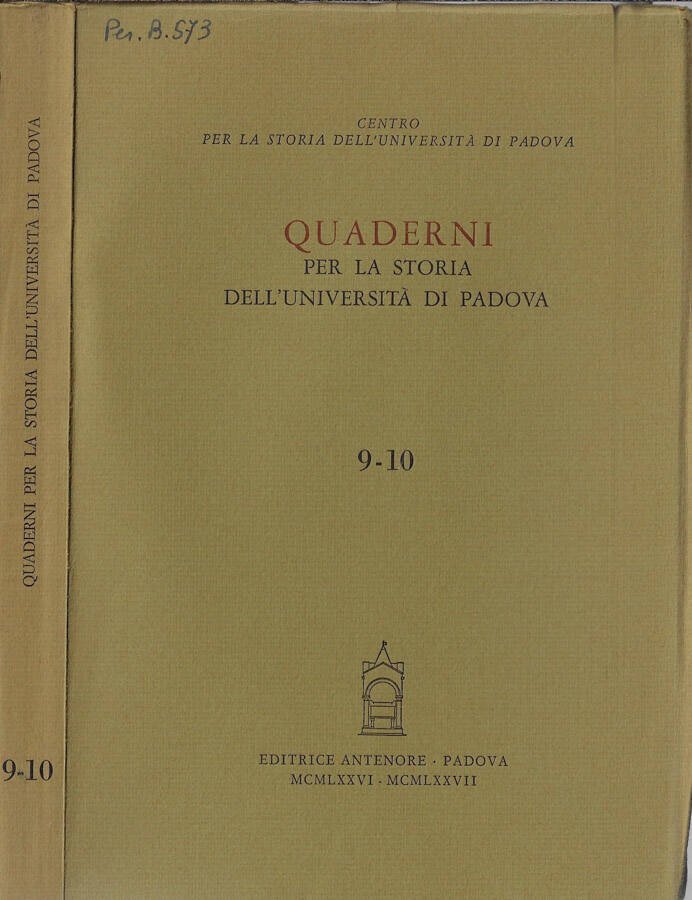 Per. B. 573
CENTRO
PER LA STORIA DELL'UNIVERSITÀ DI PADOVA
QUADERNI
PER LA STORIA
DELL'UNIVERSITÀ DI PADOVA
9-10
EDITRICE ANTENORE · PADOVA
MCMLXXVI · MCMLXXVII
QUADERNI PER LA STORIA DELL'UNIVERSITÀ DI PADOVA
9-10